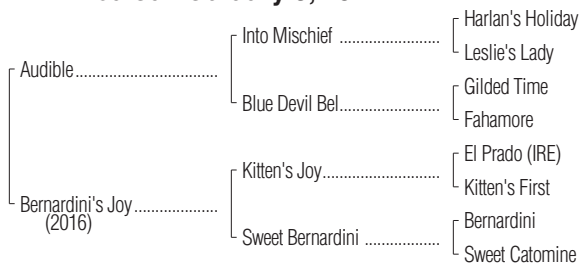 Harlan's Holiday
Into Mischief
Leslie's Lady
Audible
Gilded Time
Blue Devil Bel
Fahamore
El Prado (IRE)
Kitten's Joy
Kitten's First
Bernardini's Joy
(2016)
Bernardini
Sweet Bernardini
Sweet Catomine